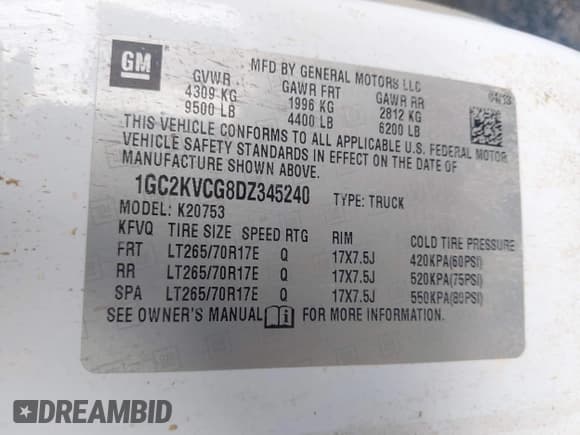 GM
MFD BY GENERAL MOTORS LLC
04/13
GVWR GAWR FRT GAWR RR
4309 KG 1996 KG 2812 KG
9500 LB 4400 LB 6200 LB
THIS VEHICLE CONFORMS TO ALL APPLICABLE U.S. FEDERAL MOTOR
VEHICLE SAFETY STANDARDS IN EFFECT ON THE DATE OF
MANUFACTURE SHOWN ABOVE.
1GC2KVCG8DZ345240 TYPE: TRUCK
MODEL: K20753
KFVQ TIRE SIZE SPEED RTG RIM COLD TIRE PRESSURE
FRT LT265/70R17E Q 17X7.5J 420KPA(60PSI)
RR LT265/70R17E Q 17X7.5J 520KPA(75PSI)
SPA LT265/70R17E Q 17X7.5J 550KPA(80PSI)
SEE OWNER'S MANUAL FOR MORE INFORMATION.
DREAMBID